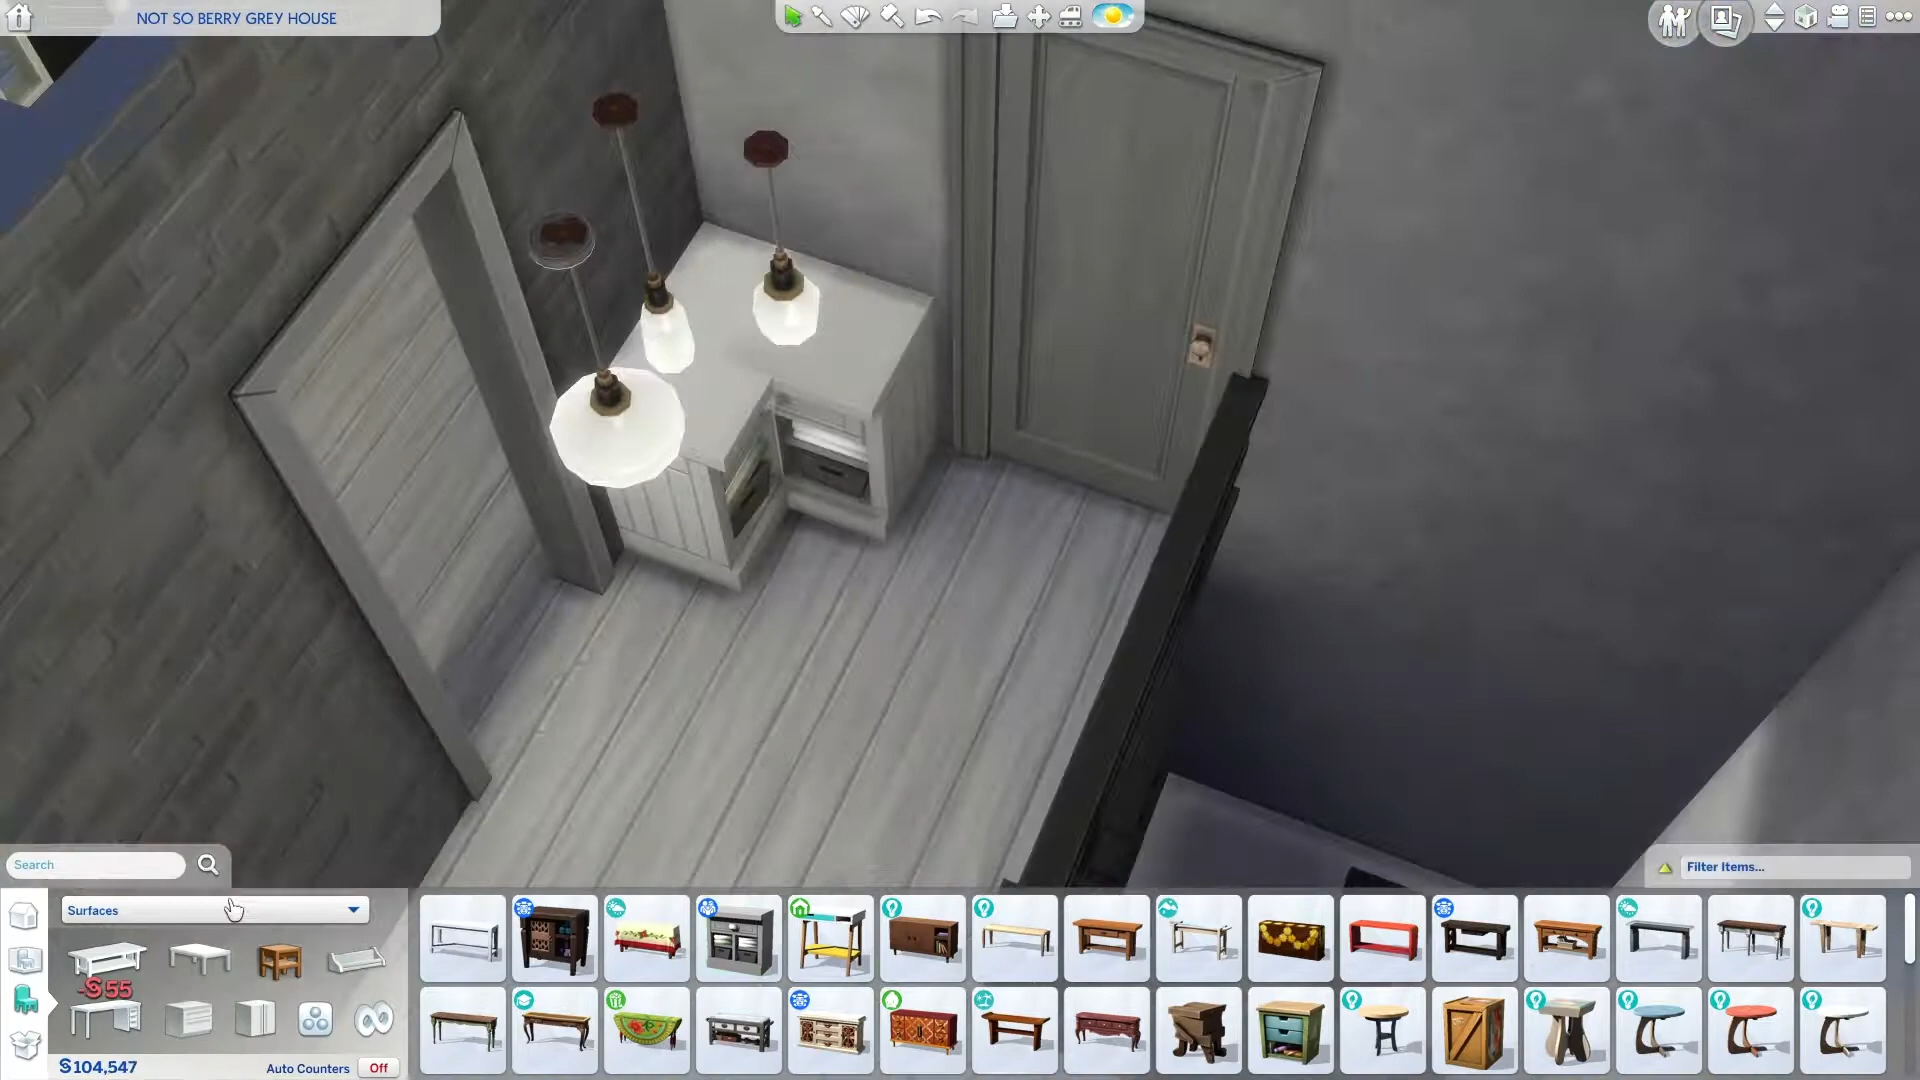 NOT SO BERRY GREY HOUSE
Search
Filter Items...
Surfaces
-§55
§104,547
Auto Counters
Off